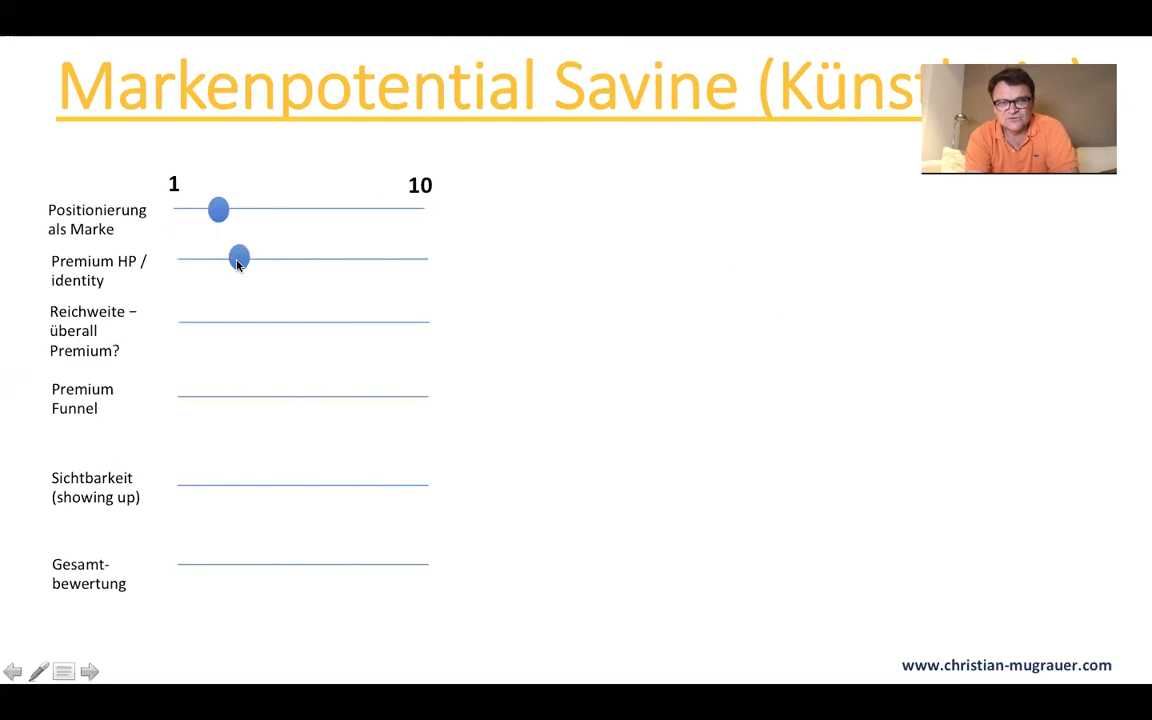 Markenpotential Savine (Künst
1
10
Positionierung
als Marke
Premium HP /
identity
Reichweite –
überall
Premium?
Premium
Funnel
Sichtbarkeit
(showing up)
Gesamt-
bewertung
www.christian-mugrauer.com